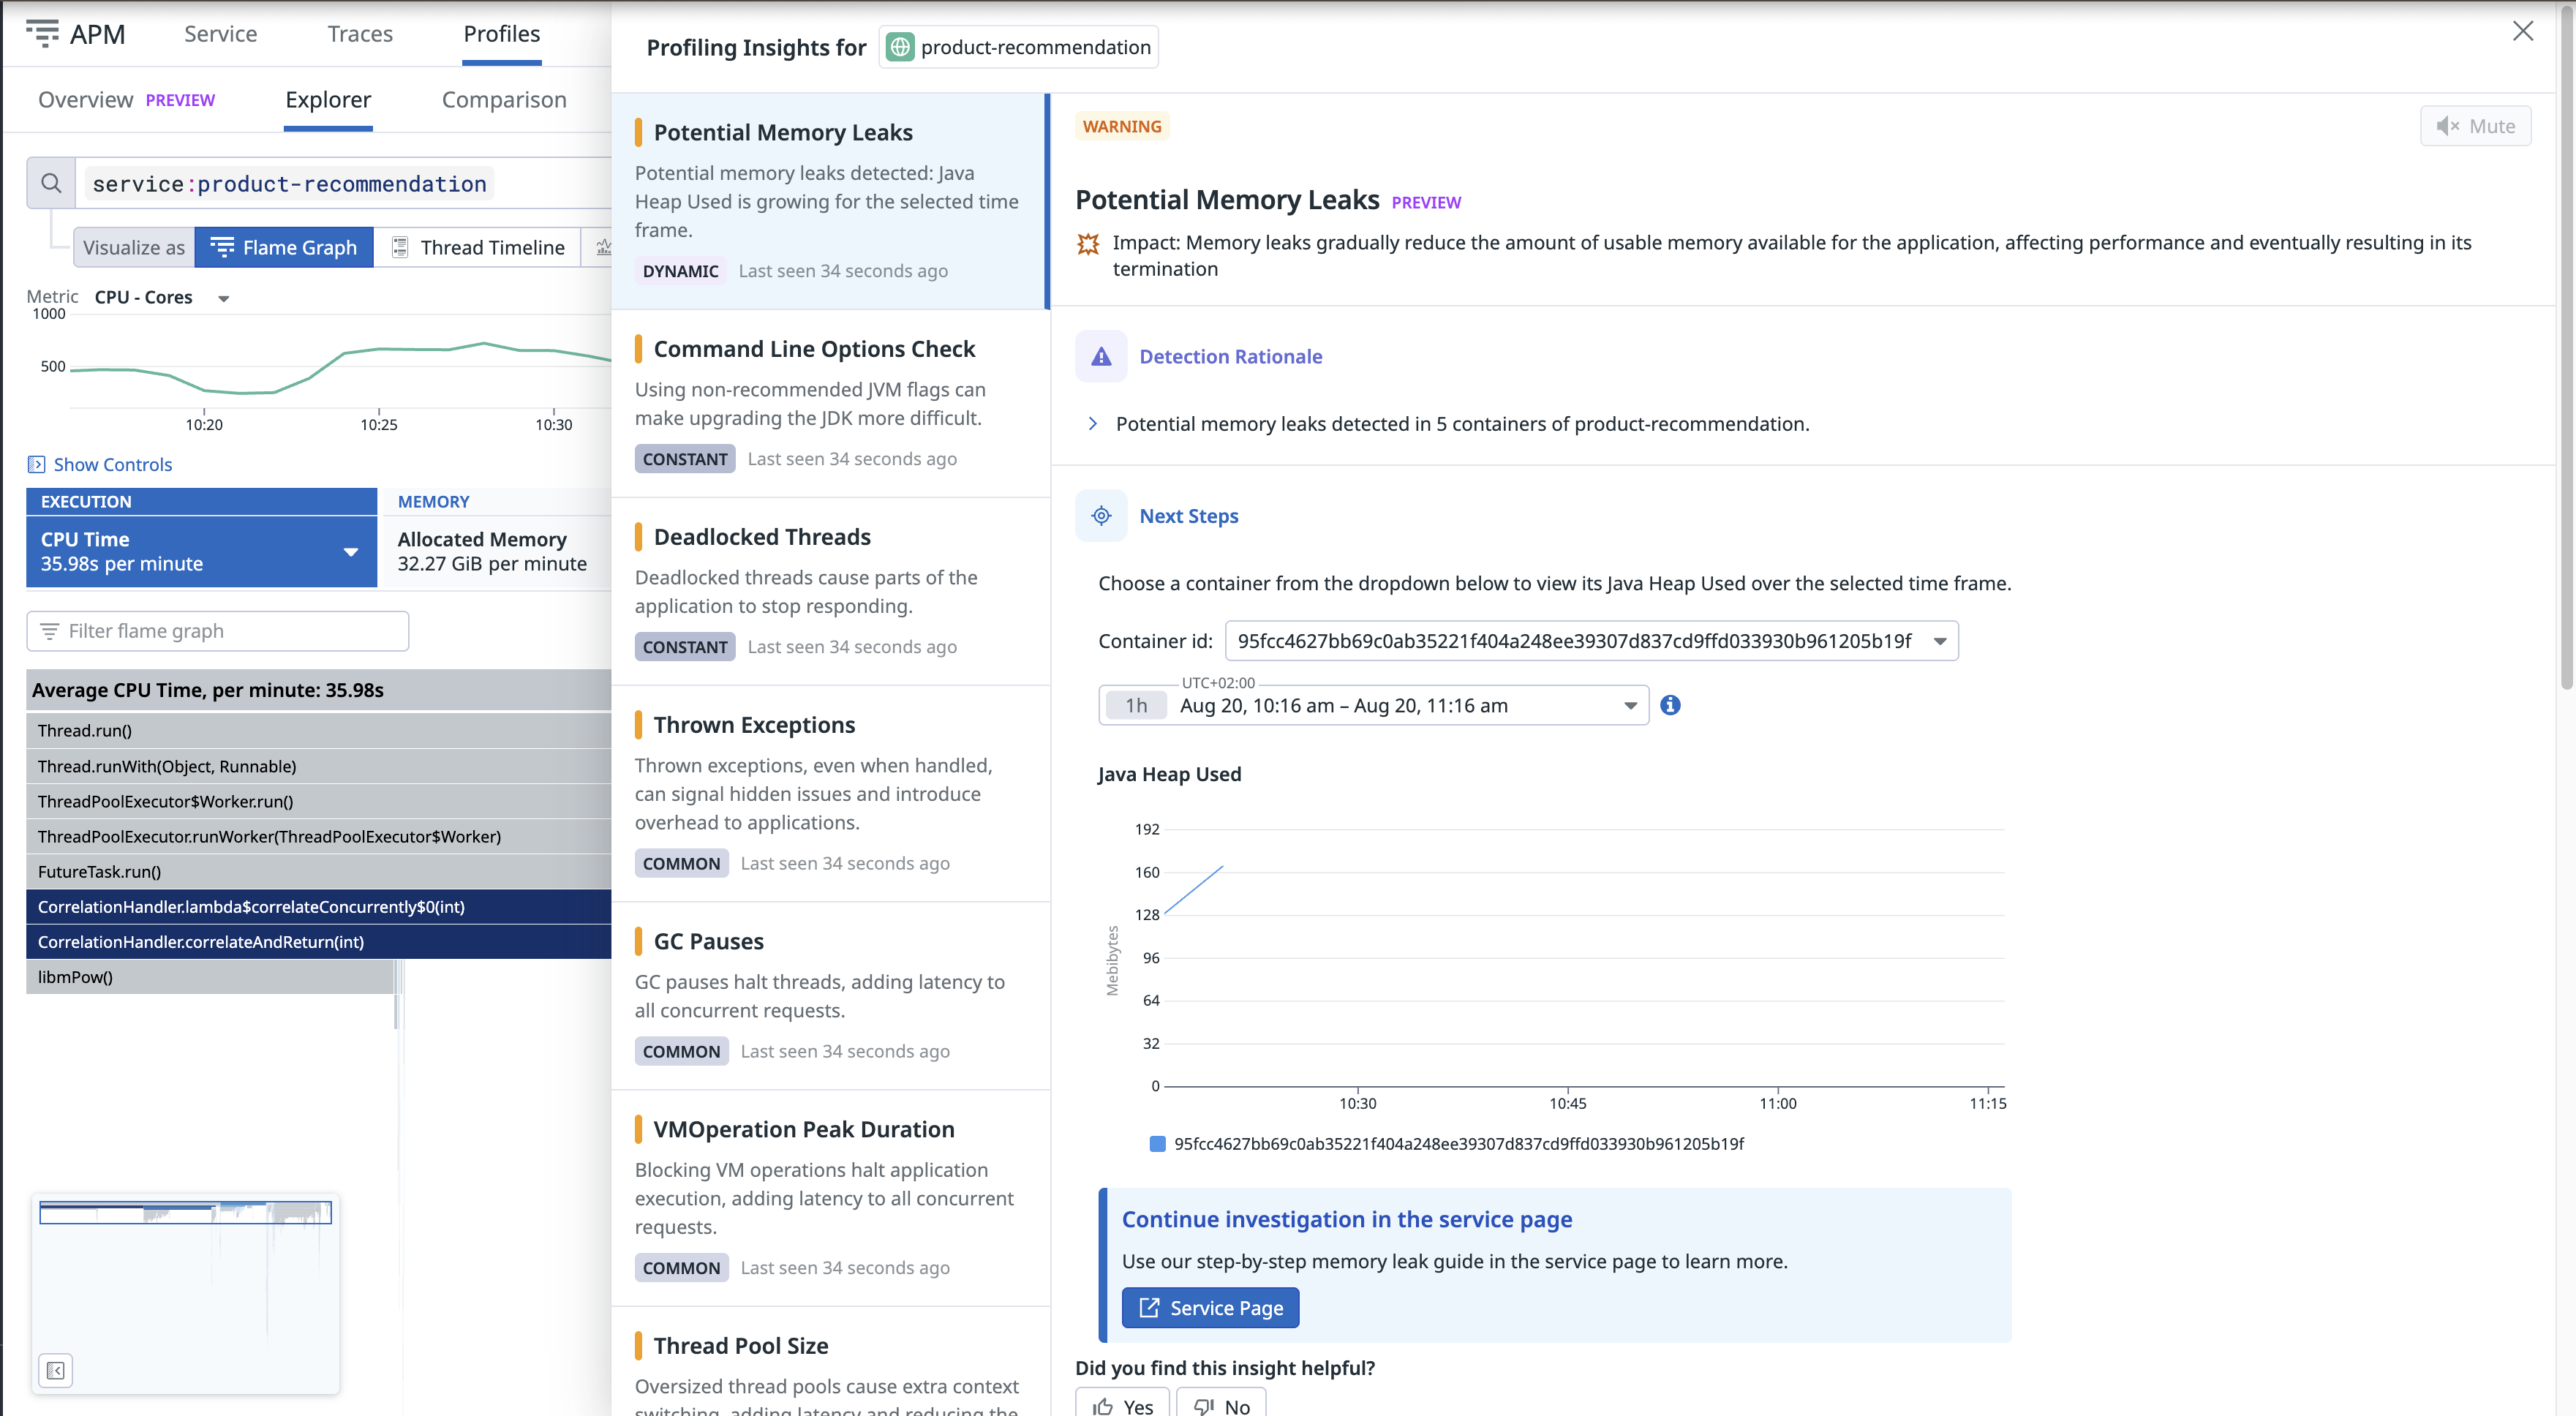 APM
Service
Traces
Profiles
Overview PREVIEW
Explorer
Comparison
service:product-recommendation
Visualize as
Flame Graph
Thread Timeline
Metric CPU - Cores
1000
500
10:20
10:25
10:30
Show Controls
EXECUTION
CPU Time
35.98s per minute
MEMORY
Allocated Memory
32.27 GiB per minute
Filter flame graph
Average CPU Time, per minute: 35.98s
Thread.run()
Thread.runWith(Object, Runnable)
ThreadPoolExecutor$Worker.run()
ThreadPoolExecutor.runWorker(ThreadPoolExecutor$Worker)
FutureTask.run()
CorrelationHandler.lambda$correlateConcurrently$0(int)
CorrelationHandler.correlateAndReturn(int)
libmPow()
Profiling Insights for product-recommendation
Potential Memory Leaks
Potential memory leaks detected: Java
Heap Used is growing for the selected time
frame.
DYNAMIC Last seen 34 seconds ago
Command Line Options Check
Using non-recommended JVM flags can
make upgrading the JDK more difficult.
CONSTANT Last seen 34 seconds ago
Deadlocked Threads
Deadlocked threads cause parts of the
application to stop responding.
CONSTANT Last seen 34 seconds ago
Thrown Exceptions
Thrown exceptions, even when handled,
can signal hidden issues and introduce
overhead to applications.
COMMON Last seen 34 seconds ago
GC Pauses
GC pauses halt threads, adding latency to
all concurrent requests.
COMMON Last seen 34 seconds ago
VMOperation Peak Duration
Blocking VM operations halt application
execution, adding latency to all concurrent
requests.
COMMON Last seen 34 seconds ago
Thread Pool Size
Oversized thread pools cause extra context
switching, adding latency and reducing the
WARNING
Mute
Potential Memory Leaks PREVIEW
Impact: Memory leaks gradually reduce the amount of usable memory available for the application, affecting performance and eventually resulting in its
termination
Detection Rationale
Potential memory leaks detected in 5 containers of product-recommendation.
Next Steps
Choose a container from the dropdown below to view its Java Heap Used over the selected time frame.
Container id: 95fcc4627bb69c0ab35221f404a248ee39307d837cd9ffd033930b961205b19f
UTC+02:00
1h Aug 20, 10:16 am – Aug 20, 11:16 am
Java Heap Used
Mebibytes
192
160
128
96
64
32
0
10:30
10:45
11:00
11:15
95fcc4627bb69c0ab35221f404a248ee39307d837cd9ffd033930b961205b19f
Continue investigation in the service page
Use our step-by-step memory leak guide in the service page to learn more.
Service Page
Did you find this insight helpful?
Yes
No